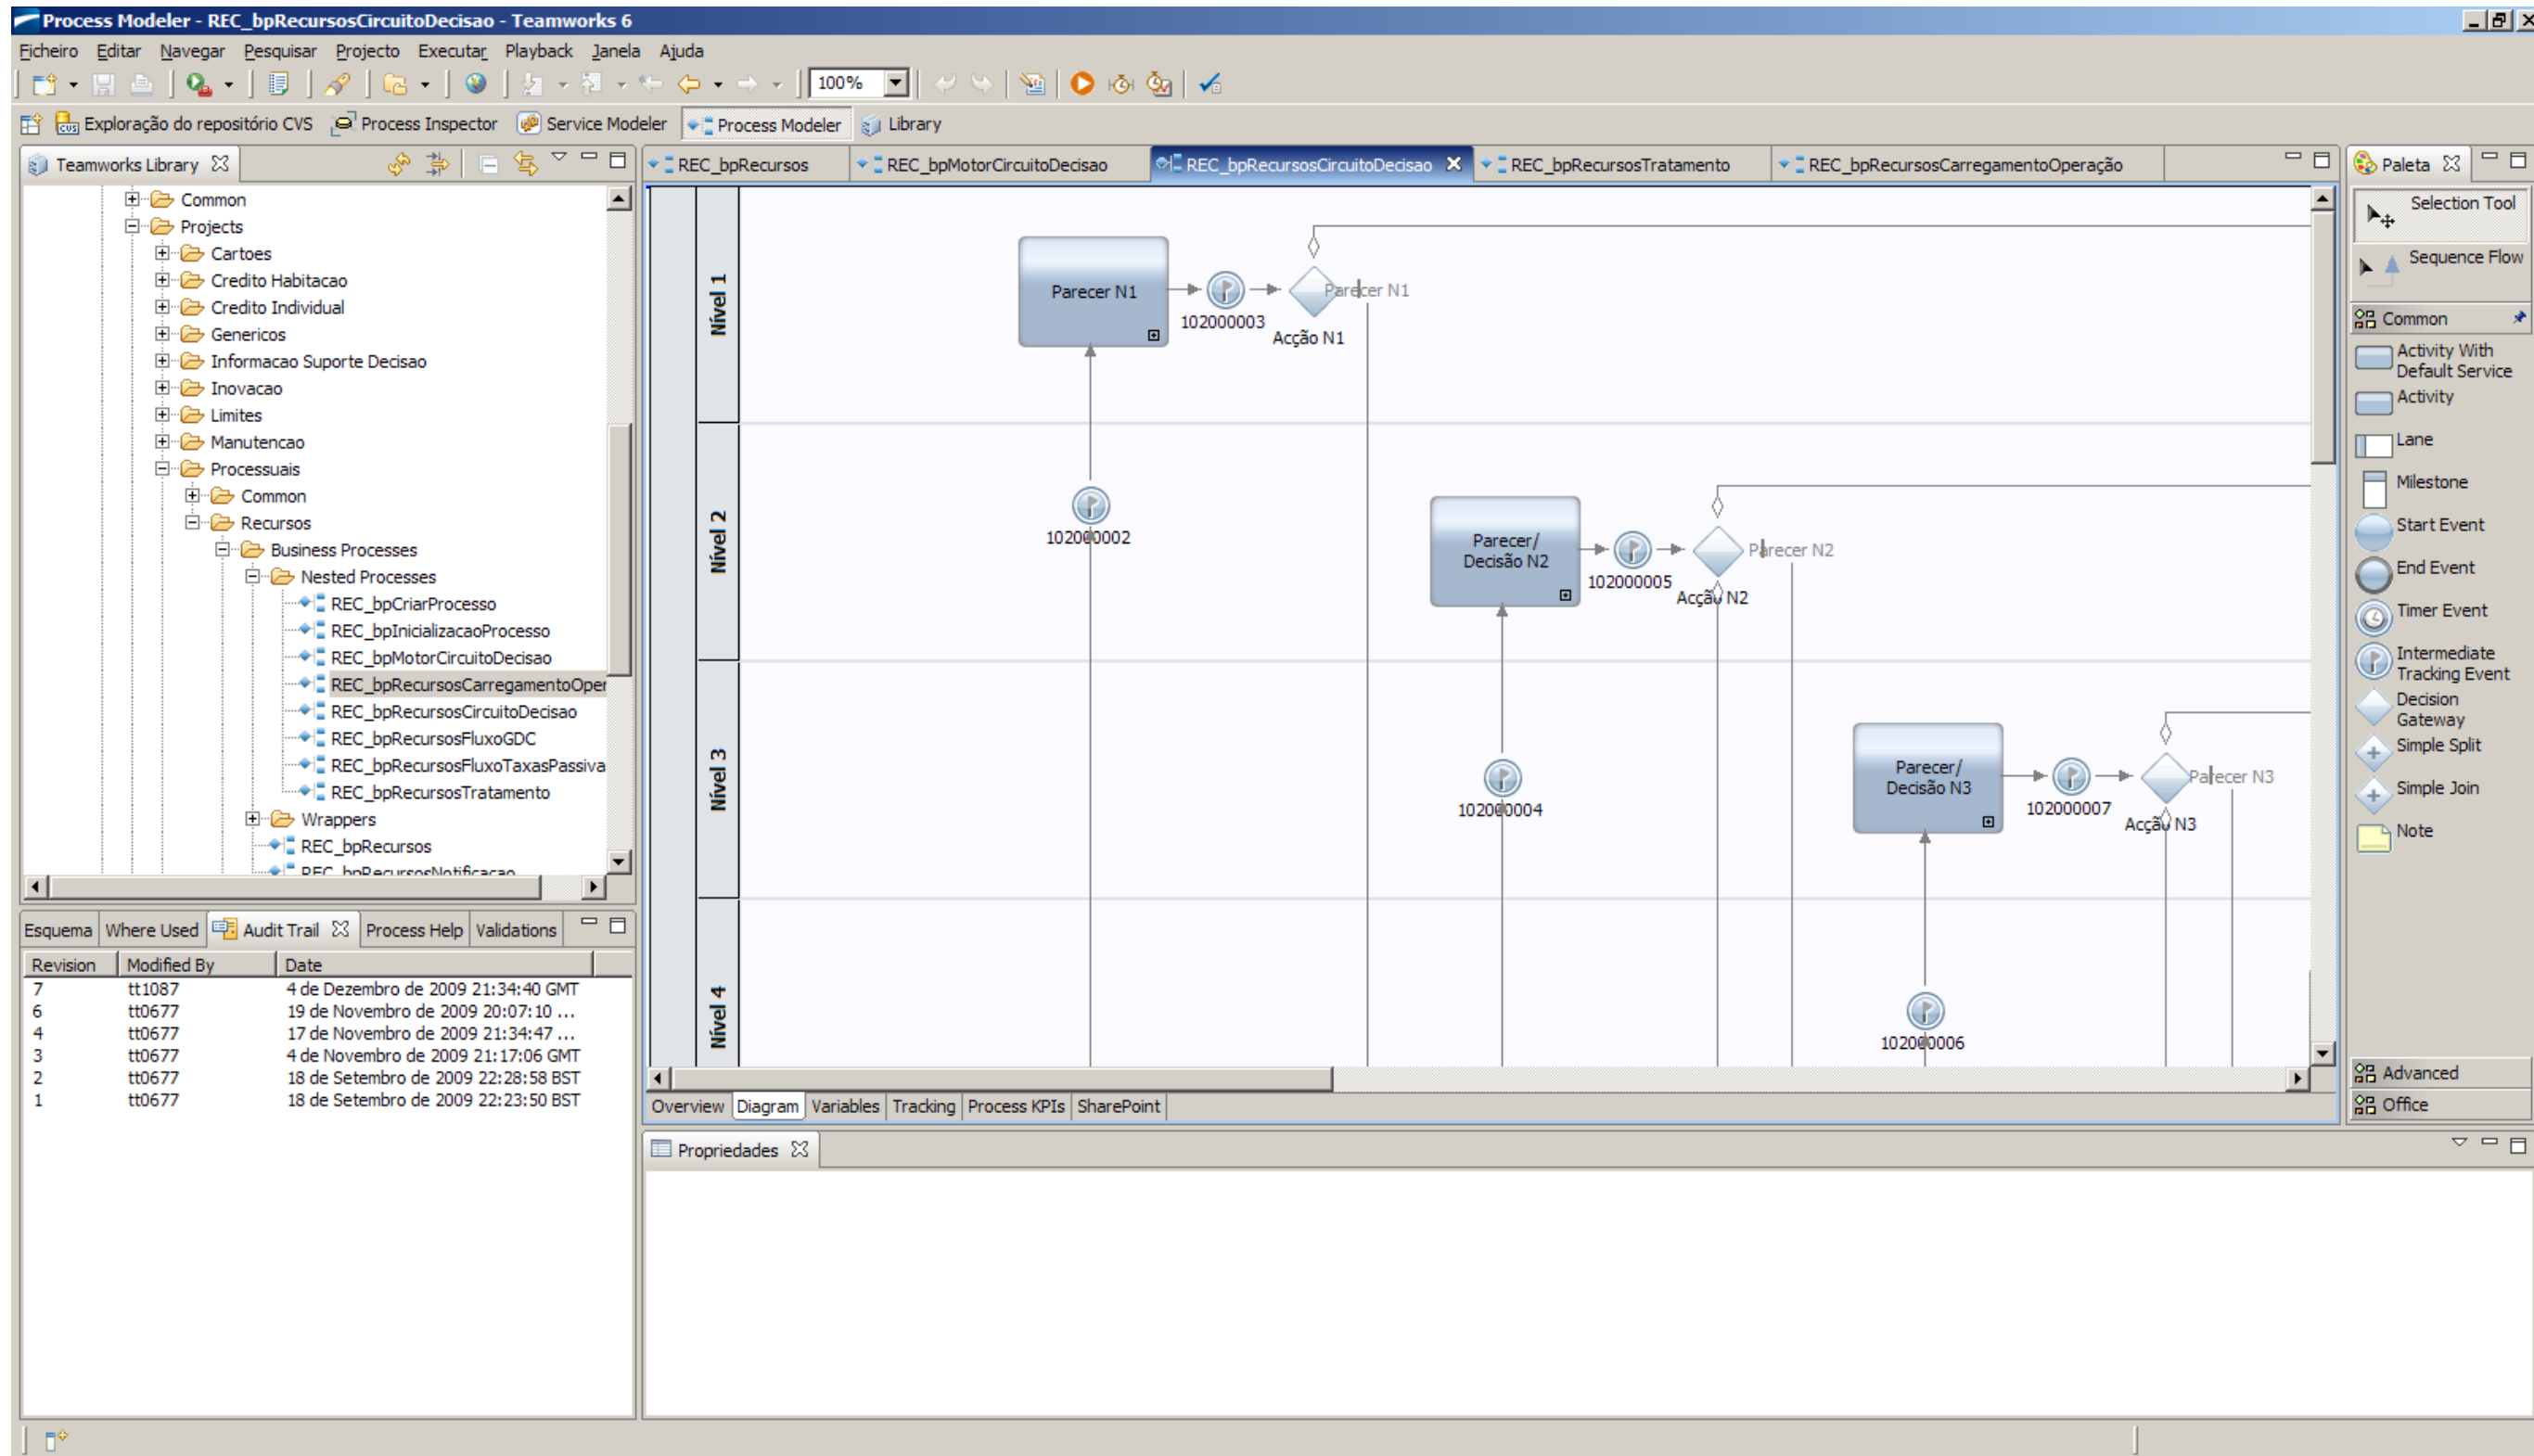 Process Modeler - REC_bpRecursosCircuitoDecisao - Teamworks 6
Ficheiro Editar Navegar Pesquisar Projecto Executar Playback Janela Ajuda
100%
Exploração do repositório CVS Process Inspector Service Modeler Process Modeler Library
Teamworks Library
Common
Projects
Cartoes
Credito Habitacao
Credito Individual
Genericos
Informacao Suporte Decisao
Inovacao
Limites
Manutencao
Processuais
Common
Recursos
Business Processes
Nested Processes
REC_bpCriarProcesso
REC_bpInicializacaoProcesso
REC_bpMotorCircuitoDecisao
REC_bpRecursosCarregamentoOper
REC_bpRecursosCircuitoDecisao
REC_bpRecursosFluxoGDC
REC_bpRecursosFluxoTaxasPassiva
REC_bpRecursosTratamento
Wrappers
REC_bpRecursos
REC_bpRecursosNotificacao
Esquema Where Used Audit Trail Process Help Validations
Revision Modified By Date
7 tt1087 4 de Dezembro de 2009 21:34:40 GMT
6 tt0677 19 de Novembro de 2009 20:07:10 ...
4 tt0677 17 de Novembro de 2009 21:34:47 ...
3 tt0677 4 de Novembro de 2009 21:17:06 GMT
2 tt0677 18 de Setembro de 2009 22:28:58 BST
1 tt0677 18 de Setembro de 2009 22:23:50 BST
REC_bpRecursos REC_bpMotorCircuitoDecisao REC_bpRecursosCircuitoDecisao REC_bpRecursosTratamento REC_bpRecursosCarregamentoOperação
Nível 1
Parecer N1
102000003
Acção N1
Parecer N1
Nível 2
102000002
Parecer/
Decisão N2
102000005
Acção N2
Parecer N2
Nível 3
102000004
Parecer/
Decisão N3
102000007
Acção N3
Parecer N3
Nível 4
102000006
Overview Diagram Variables Tracking Process KPIs SharePoint
Propriedades
Paleta
Selection Tool
Sequence Flow
Common
Activity With
Default Service
Activity
Lane
Milestone
Start Event
End Event
Timer Event
Intermediate
Tracking Event
Decision
Gateway
Simple Split
Simple Join
Note
Advanced
Office